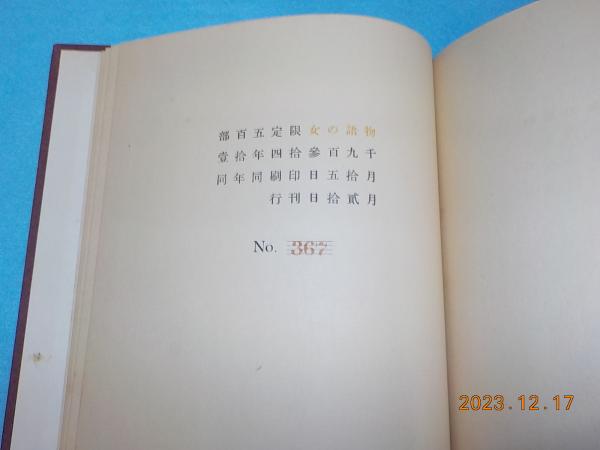 物語の女限定五百部
千九百參拾四年拾壹
月拾五日印刷同年同
月貳拾日刊行
No. 367
2023.12.17